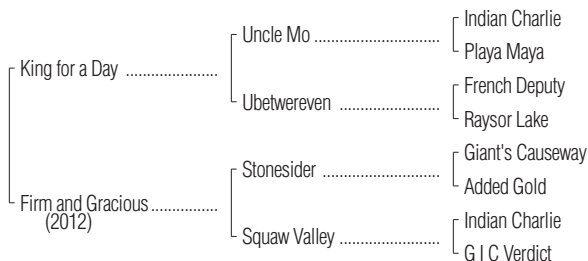 Indian Charlie
Uncle Mo
Playa Maya
King for a Day
French Deputy
Ubetwereven
Raysor Lake
Giant's Causeway
Stonesider
Added Gold
Firm and Gracious
(2012)
Indian Charlie
Squaw Valley
G I C Verdict